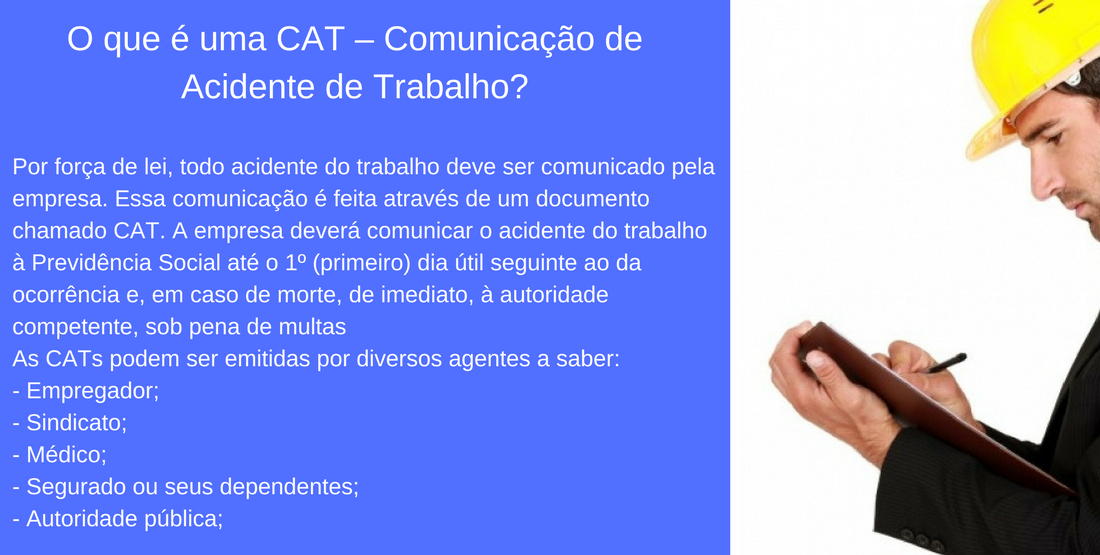 O que é uma CAT – Comunicação de
Acidente de Trabalho?
Por força de lei, todo acidente do trabalho deve ser comunicado pela
empresa. Essa comunicação é feita através de um documento
chamado CAT. A empresa deverá comunicar o acidente do trabalho
à Previdência Social até o 1º (primeiro) dia útil seguinte ao da
ocorrência e, em caso de morte, de imediato, à autoridade
competente, sob pena de multas
As CATs podem ser emitidas por diversos agentes a saber:
- Empregador;
- Sindicato;
- Médico;
- Segurado ou seus dependentes;
- Autoridade pública;